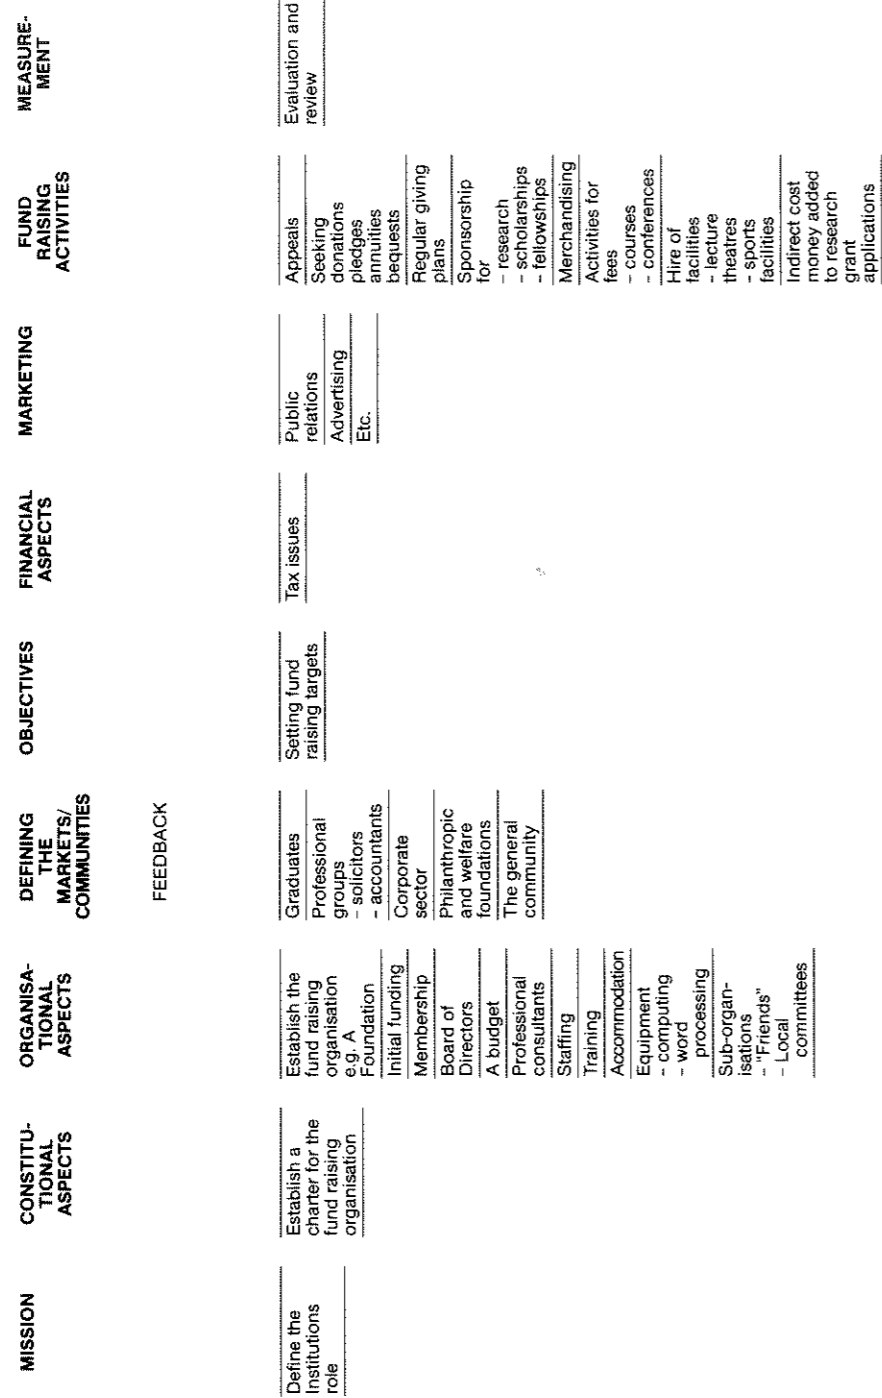 MISSION
Define the
Institutions
role
CONSTITU-
TIONAL
ASPECTS
Establish a
charter for the
fund raising
organisation
ORGANISA-
TIONAL
ASPECTS
Establish the
fund raising
organisation
e.g. A
Foundation
Initial funding
Membership
Board of
Directors
A budget
Professional
consultants
Staffing
Training
Accommodation
Equipment
– computing
– word
processing
Sub-organ-
isations
– "Friends"
– Local
committees
DEFINING
THE
MARKETS/
COMMUNITIES
FEEDBACK
Graduates
Professional
groups
– solicitors
– accountants
Corporate
sector
Philanthropic
and welfare
foundations
The general
community
OBJECTIVES
Setting fund
raising targets
FINANCIAL
ASPECTS
Tax issues
MARKETING
Public
relations
Advertising
Etc.
FUND
RAISING
ACTIVITIES
Appeals
Seeking
donations
pledges
annuities
bequests
Regular giving
plans
Sponsorship
for
– research
– scholarships
– fellowships
Merchandising
Activities for
fees
– courses
– conferences
Hire of
facilities
– lecture
theatres
– sports
facilities
Indirect cost
money added
to research
grant
applications
MEASURE-
MENT
Evaluation and
review